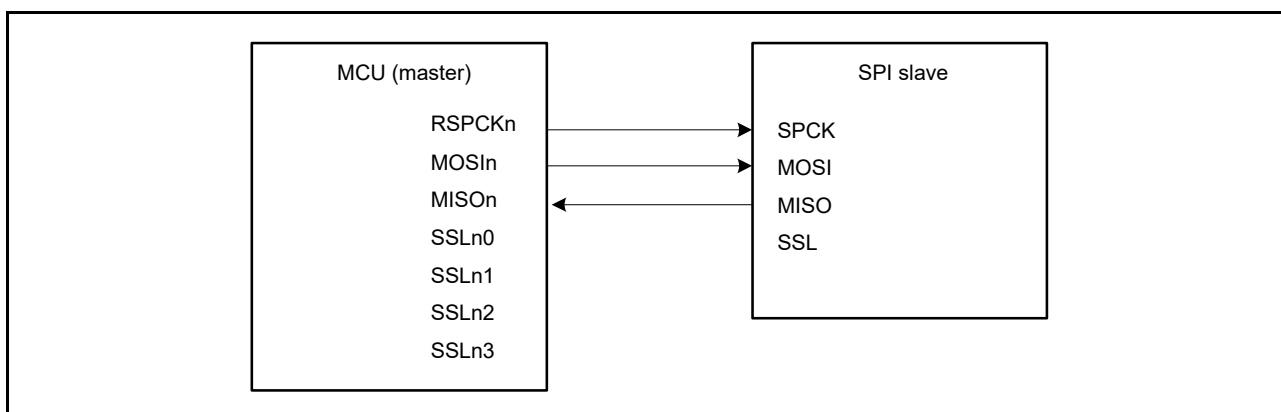 MCU (master)
RSPCKn
MOSIn
MISOn
SSLn0
SSLn1
SSLn2
SSLn3
SPI slave
SPCK
MOSI
MISO
SSL